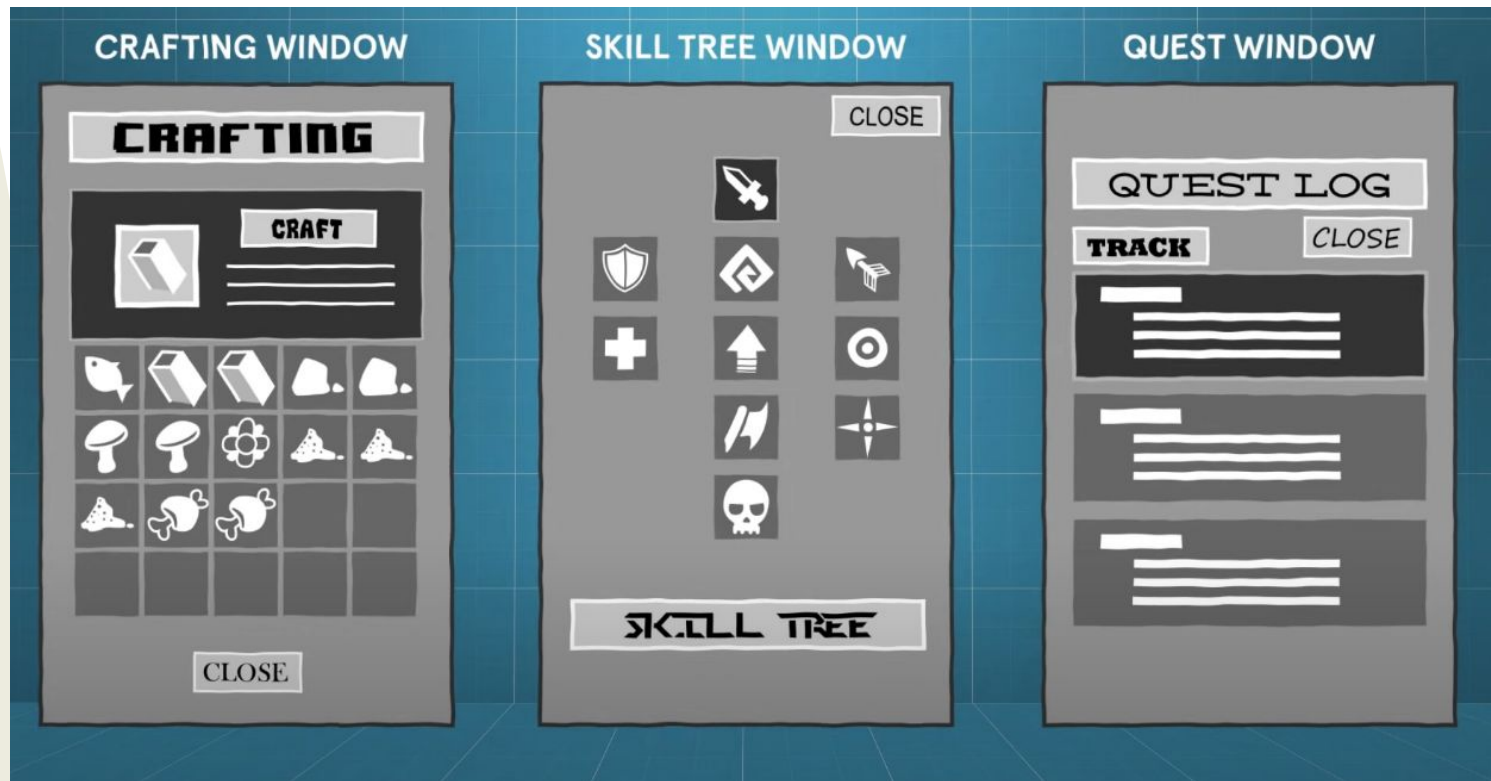 CRAFTING WINDOW
CRAFTING
CRAFT
CLOSE
SKILL TREE WINDOW
CLOSE
SKILL TREE
QUEST WINDOW
QUEST LOG
TRACK
CLOSE